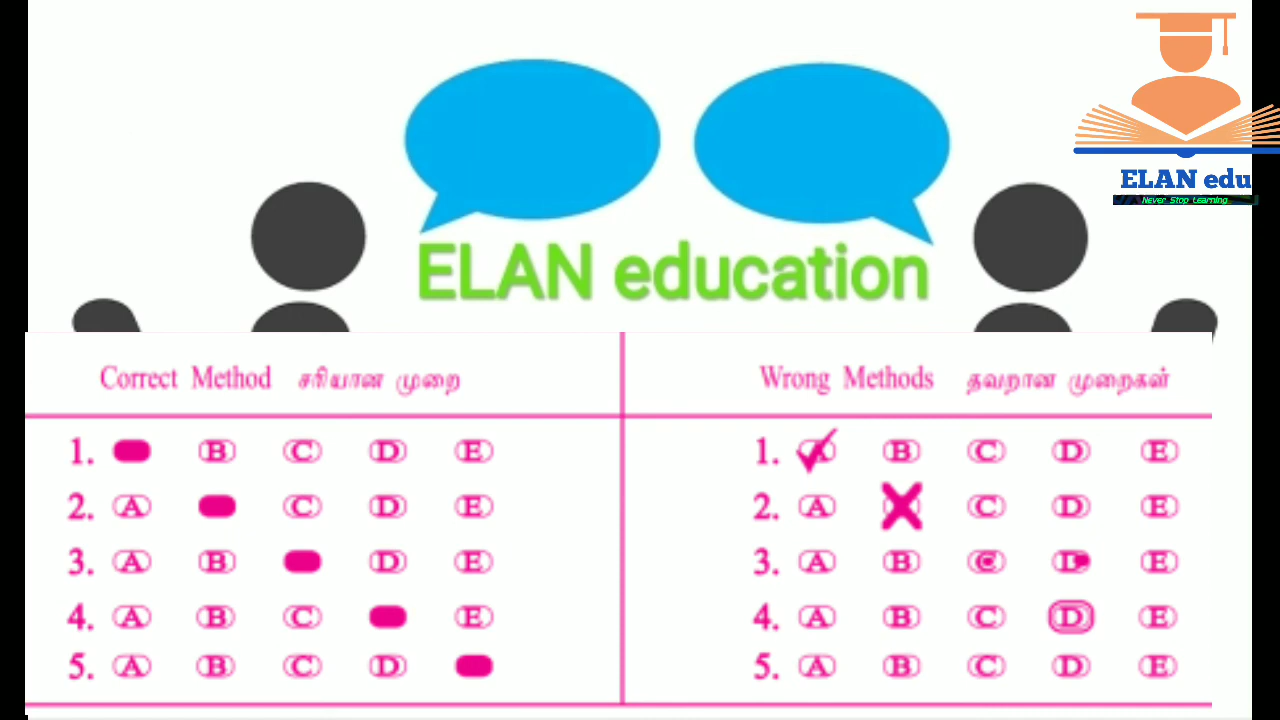 ELAN edu
Never Stop Learning
ELAN education
Correct Method சரியான முறை
Wrong Methods தவறான முறைகள்
1. B C D E
1. A B C D E
2. A C D E
2. A C D E
3. A B D E
3. A B C D E
4. A B C E
4. A B C D E
5. A B C D
5. A B C D E